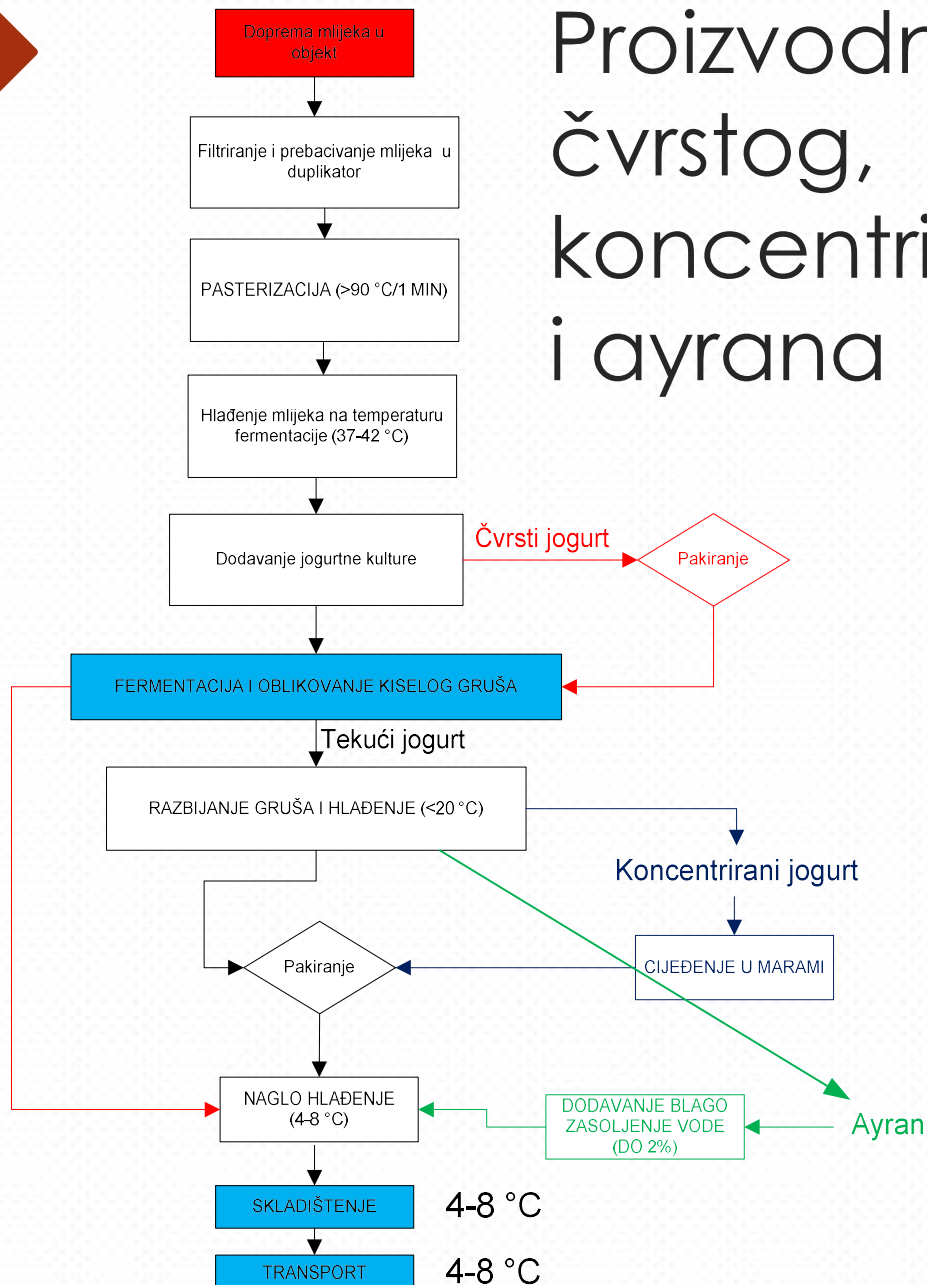 Proizvodn
čvrstog,
koncentri
i ayrana
Doprema mlijeka u
objekt
Filtriranje i prebacivanje mlijeka u
duplikator
PASTERIZACIJA (>90 °C/1 MIN)
Hlađenje mlijeka na temperaturu
fermentacije (37-42 °C)
Dodavanje jogurtne kulture
Čvrsti jogurt
Pakiranje
FERMENTACIJA I OBLIKOVANJE KISELOG GRUŠA
Tekući jogurt
RAZBIJANJE GRUŠA I HLAĐENJE (<20 °C)
Koncentrirani jogurt
CIJEĐENJE U MARAMI
Pakiranje
NAGLO HLAĐENJE
(4-8 °C)
DODAVANJE BLAGO
ZASOLJENJE VODE
(DO 2%)
Ayran
SKLADIŠTENJE
4-8 °C
TRANSPORT
4-8 °C